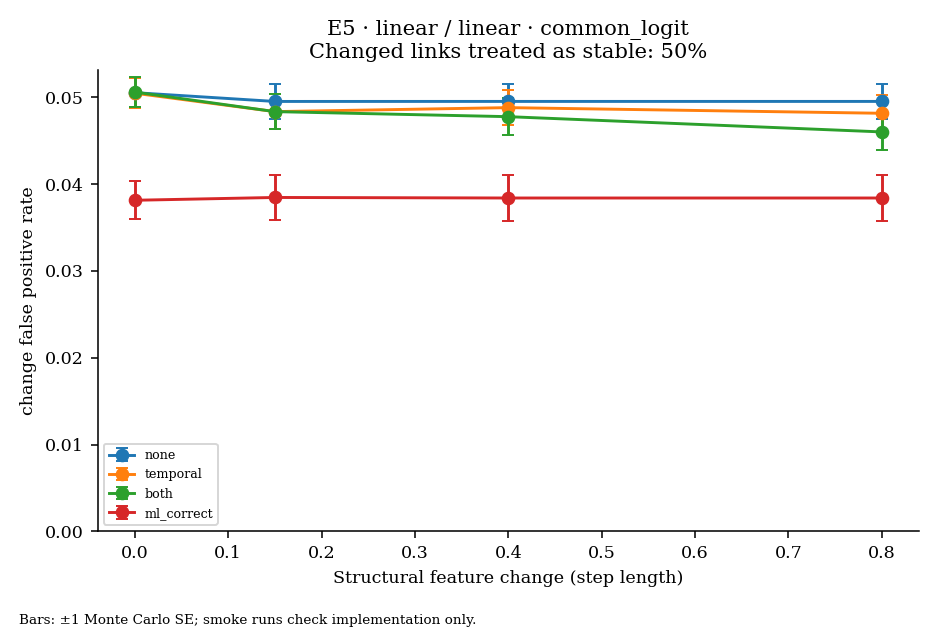 E5 · linear / linear · common_logit
Changed links treated as stable: 50%
change false positive rate
0.05
0.04
0.03
0.02
0.01
0.00
none
temporal
both
ml_correct
0.0 0.1 0.2 0.3 0.4 0.5 0.6 0.7 0.8
Structural feature change (step length)
Bars: ±1 Monte Carlo SE; smoke runs check implementation only.